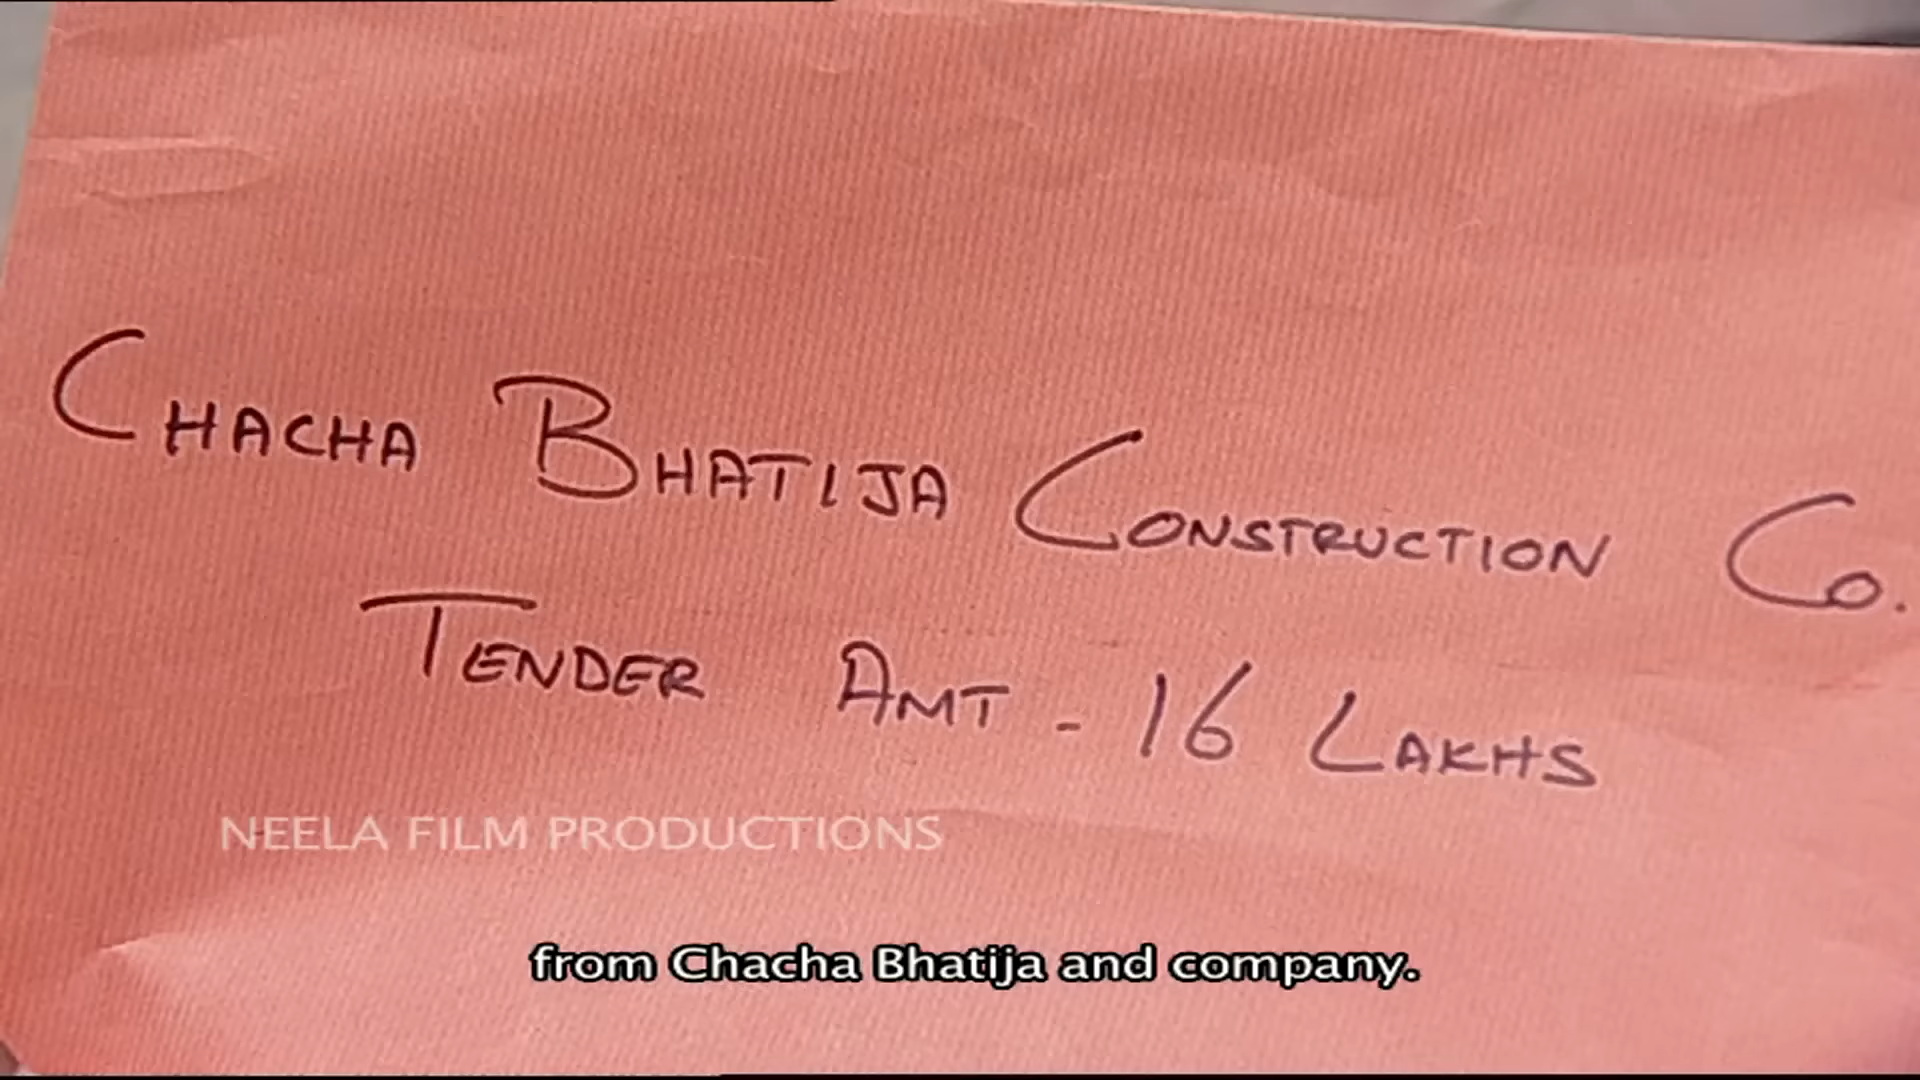 CHACHA BHATIJA CONSTRUCTION Co.
TENDER AMT - 16 LAKHS
NEELA FILM PRODUCTIONS
from Chacha Bhatija and company.